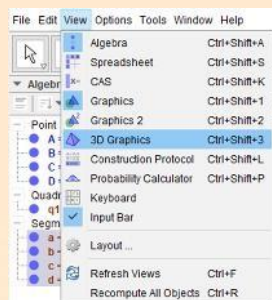 File Edit View Options Tools Window Help
Algebra Ctrl+Shift+A
Spreadsheet Ctrl+Shift+S
CAS Ctrl+Shift+K
Graphics Ctrl+Shift+1
Graphics 2 Ctrl+Shift+2
3D Graphics Ctrl+Shift+3
Construction Protocol Ctrl+Shift+L
Probability Calculator Ctrl+Shift+P
Keyboard
Input Bar
Layout ...
Refresh Views Ctrl+F
Recompute All Objects Ctrl+R
Algebr
Point
A =
B =
C =
D =
Quadr
q1
Segm
a =
b =
c =
d =